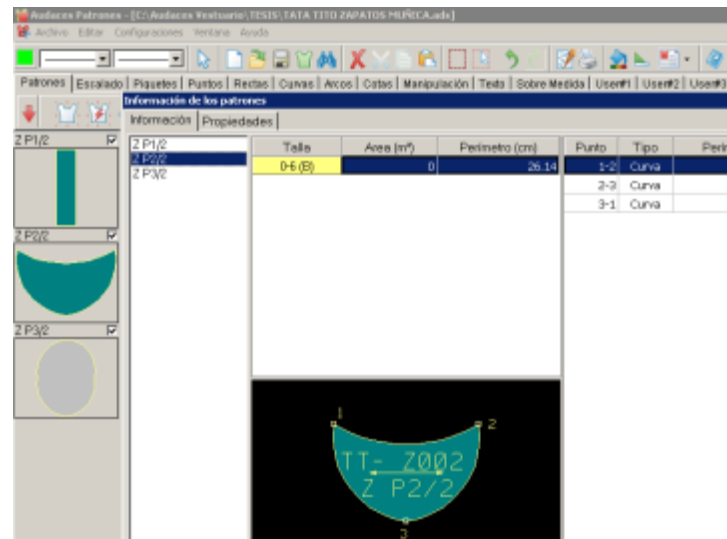 Audaces Patrones - [C:\Audaces Vestuario\TESIS\TATA TITO ZAPATOS MUÑECA.ads]
Archivo Editar Configuraciones Ventana Ayuda
Patrones Escalado Piquetes Puntos Rectas Curvas Arcos Cotas Manipulación Texto Sobre Medida User#1 User#2 User#3
Información de los patrones
Información Propiedades
Z P1/2
Z P2/2
Z P3/2
Z P1/2
Z P2/2
Z P3/2
Talla Area (m²) Perímetro (cm)
0-6 (B) 0 26.14
Punto Tipo Perím
1-2 Curva
2-3 Curva
3-1 Curva
1
2
TT- Z002
Z P2/2
3